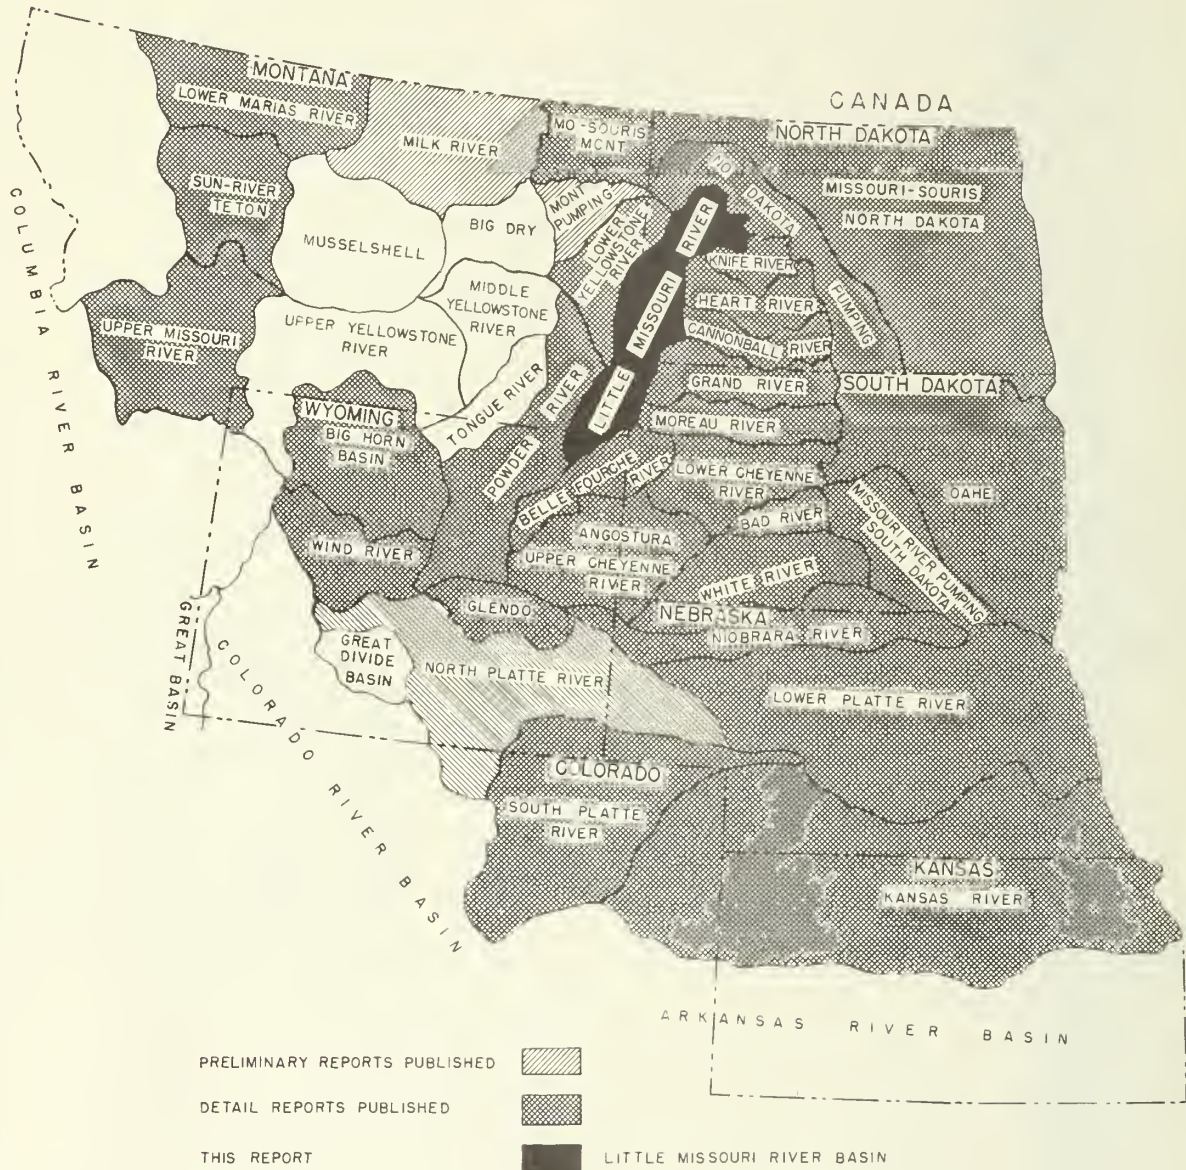 CANADA
MONTANA
LOWER MARIAS RIVER
MILK RIVER
MO-SOURIS
MONT
NORTH DAKOTA
NO. DAKOTA PUMPING
MISSOURI-SOURIS
NORTH DAKOTA
SUN-RIVER
TETON
MUSSELSHELL
BIG DRY
MONT
PUMPING
LOWER
YELLOWSTONE
RIVER
LITTLE MISSOURI RIVER
KNIFE RIVER
HEART RIVER
CANNONBALL RIVER
GRAND RIVER
MOREAU RIVER
MIDDLE
YELLOWSTONE
RIVER
UPPER YELLOWSTONE
RIVER
UPPER MISSOURI
RIVER
TONGUE RIVER
POWDER RIVER
SOUTH DAKOTA
WYOMING
BIG HORN
BASIN
BELLE FOURCHE RIVER
LOWER CHEYENNE
RIVER
BAD RIVER
OAHE
MISSOURI RIVER PUMPING
SOUTH DAKOTA
WIND RIVER
ANGOSTURA
UPPER CHEYENNE
RIVER
WHITE RIVER
GLENDO
NEBRASKA
NIOBRARA RIVER
GREAT
DIVIDE
BASIN
NORTH PLATTE RIVER
LOWER PLATTE RIVER
COLORADO
SOUTH PLATTE
RIVER
KANSAS
KANSAS RIVER
COLUMBIA RIVER BASIN
GREAT BASIN
COLORADO RIVER BASIN
ARKANSAS RIVER BASIN
PRELIMINARY REPORTS PUBLISHED
DETAIL REPORTS PUBLISHED
THIS REPORT
LITTLE MISSOURI RIVER BASIN